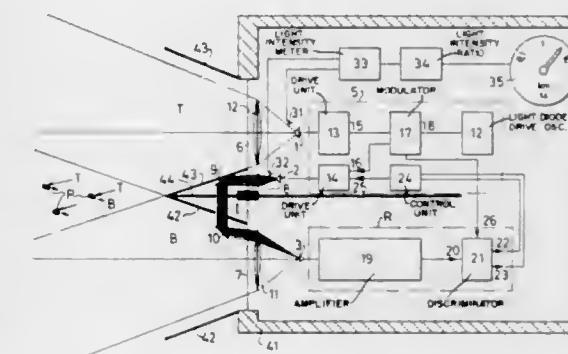 43
LIGHT INTENSITY METER
LIGHT INTENSITY RATIO
33
34
35
km
DRIVE UNIT
5
MODULATOR
T
12
31
6
1
13
15
17
18
12
LIGHT DIODE DRIVE OSC.
32
16
44
43
9
2
14
25
24
T
R
T
B
42
DRIVE UNIT
CONTROL UNIT
26
B
10
3
R
19
20
21
22
23
7
11
AMPLIFIER
DISCRIMINATOR
42
41